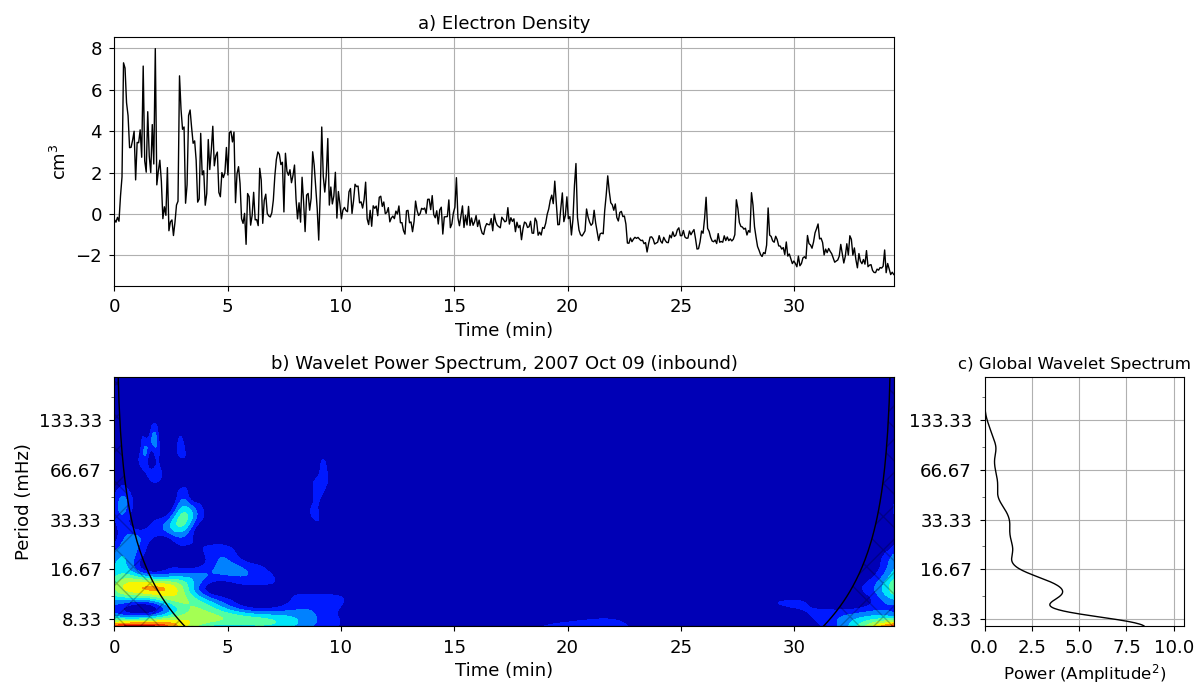 a) Electron Density
8
6
4
2
0
−2
cm³
0 5 10 15 20 25 30
Time (min)
b) Wavelet Power Spectrum, 2007 Oct 09 (inbound)
133.33
66.67
33.33
16.67
8.33
Period (mHz)
0 5 10 15 20 25 30
Time (min)
c) Global Wavelet Spectrum
133.33
66.67
33.33
16.67
8.33
0.0 2.5 5.0 7.5 10.0
Power (Amplitude²)